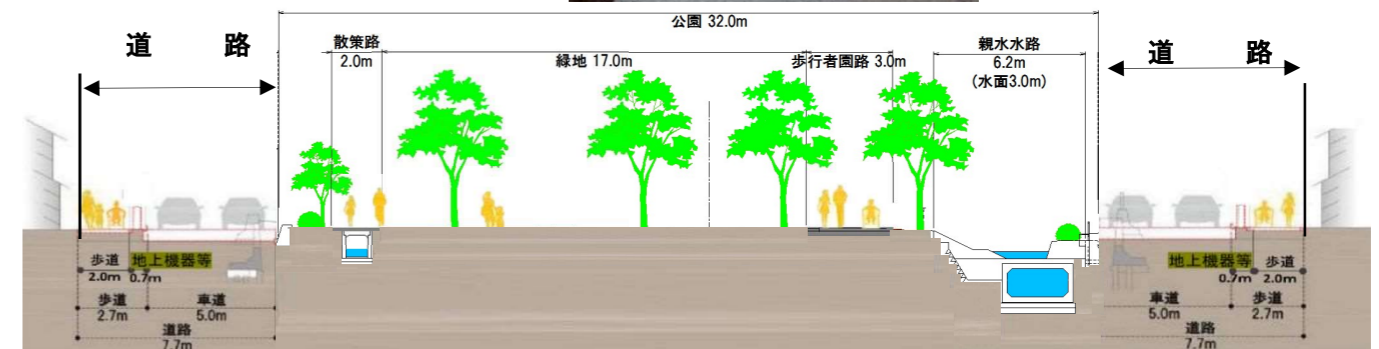 公園 32.0m
道 路
散策路
2.0m
緑地 17.0m
歩行者園路 3.0m
親水水路
6.2m
(水面3.0m)
道 路
歩道 地上機器等
2.0m 0.7m
歩道 車道
2.7m 5.0m
道路
7.7m
地上機器等 歩道
0.7m 2.0m
車道 歩道
5.0m 2.7m
道路
7.7m